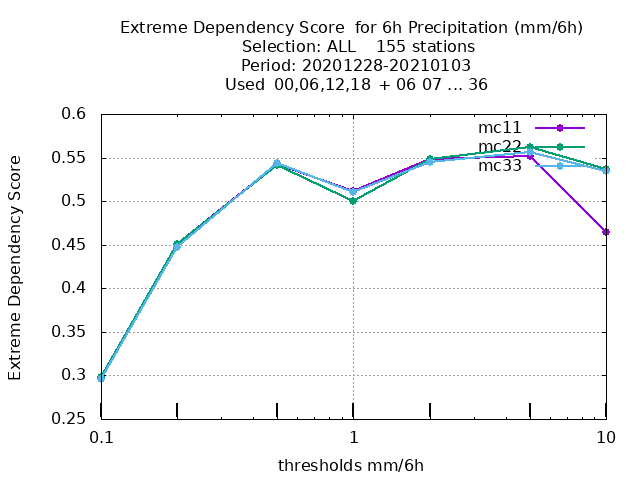 Extreme Dependency Score  for 6h Precipitation (mm/6h)
Selection: ALL    155 stations
Period: 20201228-20210103
Used  00,06,12,18  + 06 07 ... 36
mc11
mc22
mc33
0.6
0.55
0.5
0.45
0.4
0.35
0.3
0.25
Extreme Dependency Score
0.1
1
10
thresholds mm/6h